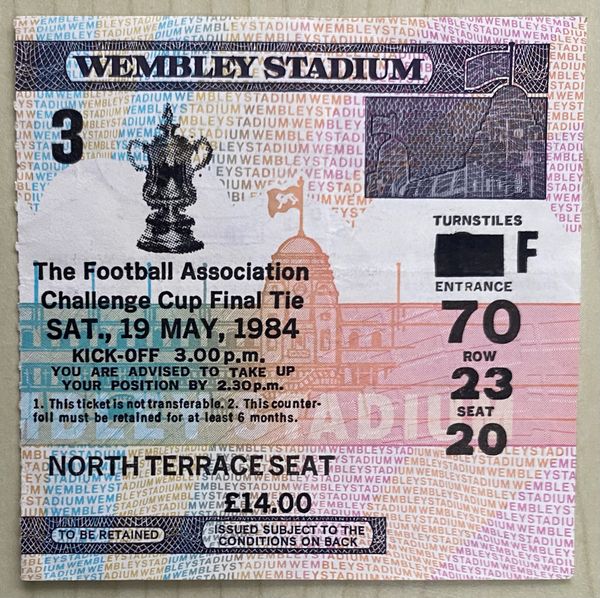 WEMBLEY STADIUM
3
The Football Association
Challenge Cup Final Tie
SAT., 19 MAY, 1984
KICK-OFF 3.00 p.m.
YOU ARE ADVISED TO TAKE UP
YOUR POSITION BY 2.30 p.m.
1. This ticket is not transferable. 2. This counter-
foil must be retained for at least 6 months.
TURNSTILES
F
ENTRANCE
70
ROW
23
SEAT
20
NORTH TERRACE SEAT
£14.00
TO BE RETAINED
ISSUED SUBJECT TO THE
CONDITIONS ON BACK